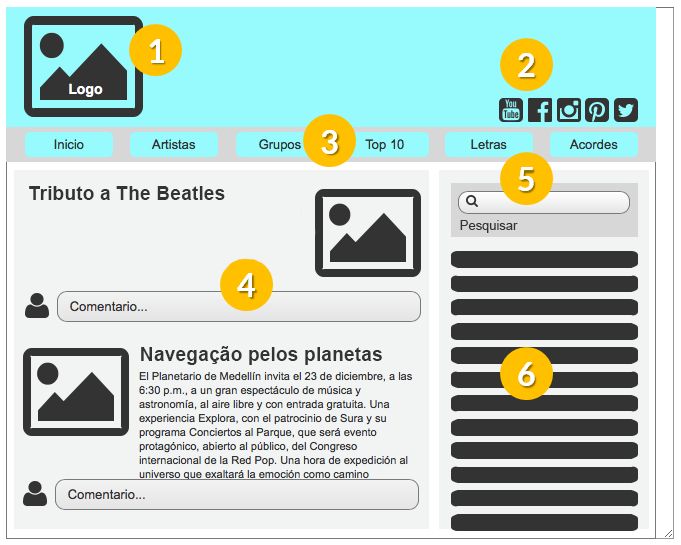 1
Logo
2
You
Tube
Inicio
Artistas
Grupos
3
Top 10
Letras
Acordes
Tributo a The Beatles
4
Comentario...
Navegação pelos planetas
El Planetario de Medellín invita el 23 de diciembre, a las
6:30 p.m., a un gran espectáculo de música y
astronomía, al aire libre y con entrada gratuita. Una
experiencia Explora, con el patrocinio de Sura y su
programa Conciertos al Parque, que será evento
protagónico, abierto al público, del Congreso
internacional de la Red Pop. Una hora de expedición al
universo que exaltará la emoción como camino
Comentario...
5
Pesquisar
6